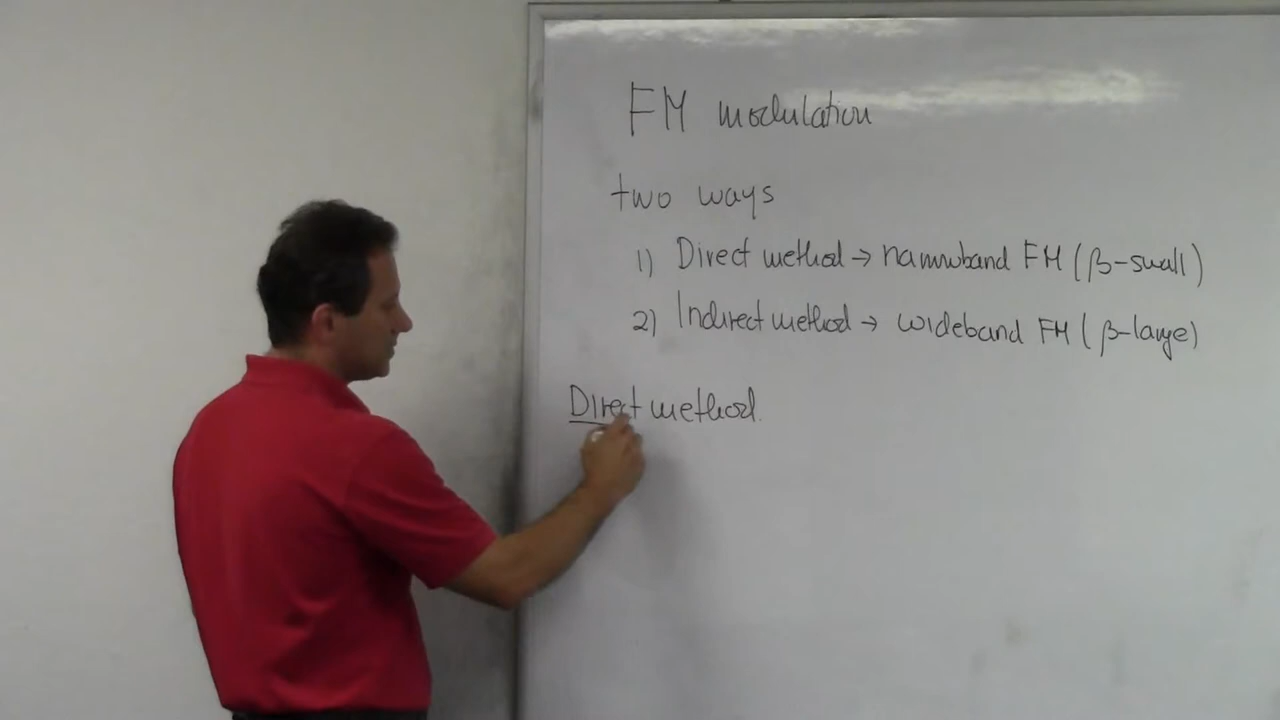 FM modulation
two ways
1) Direct method → narrowband FM (β-small)
2) Indirect method → wideband FM (β-large)
Direct method.